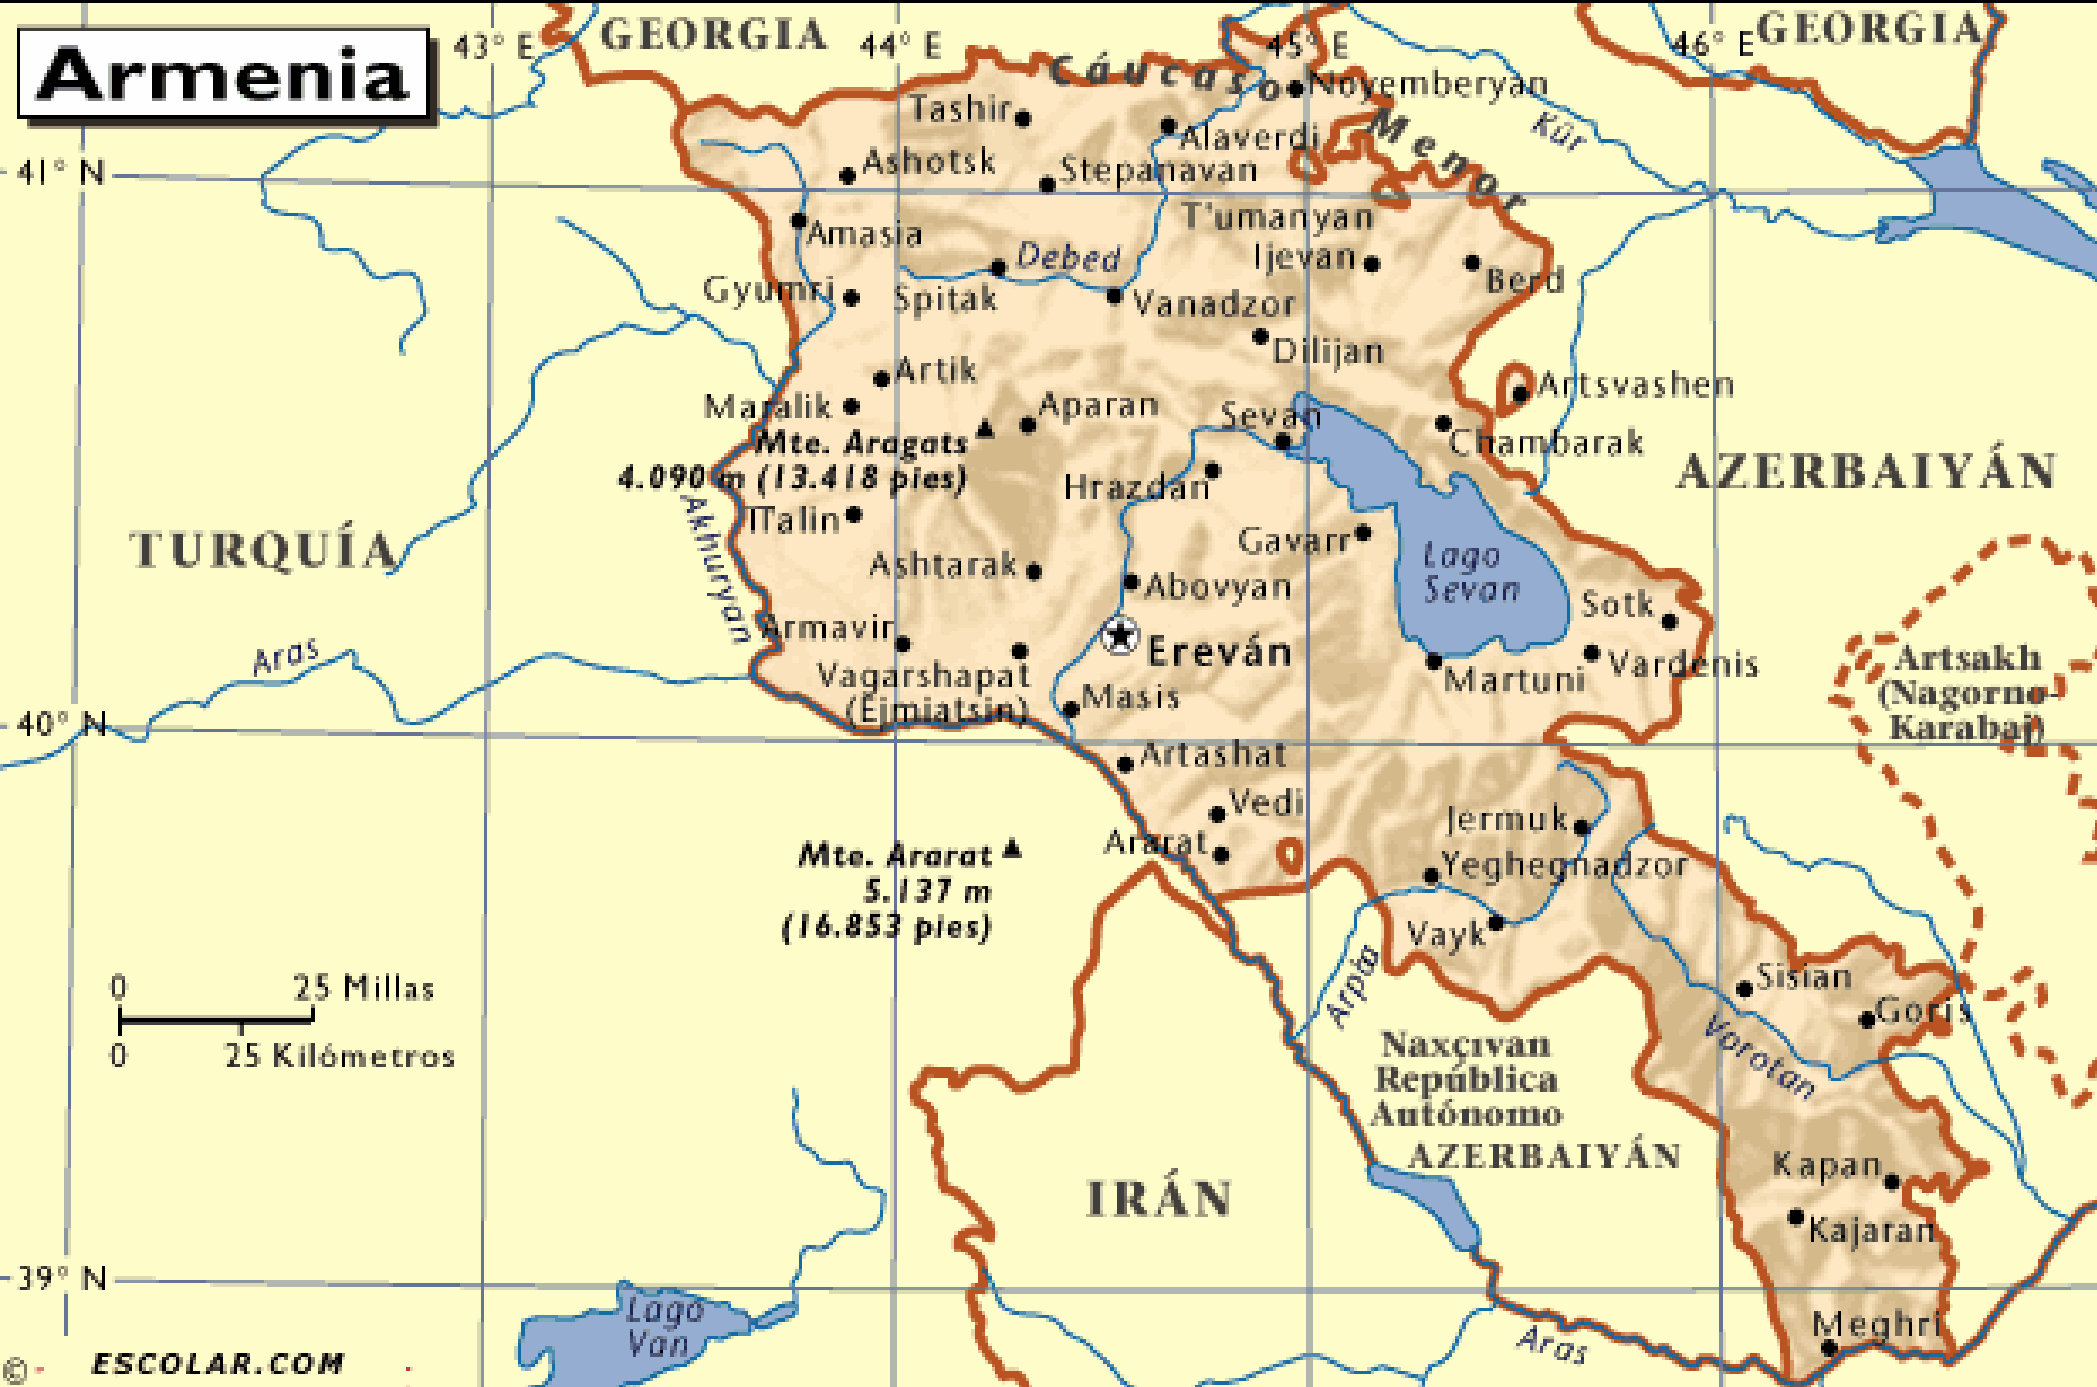 Armenia
43° E
GEORGIA
44° E
45° E
46° E
GEORGIA
Cáucaso
Menor
Noyemberyan
Tashir
Alaverdi
Kûr
41° N
Ashotsk
Stepanavan
T'umanyan
Amasia
Debed
Ijevan
Berd
Gyumri
Spitak
Vanadzor
Dilijan
Artik
Artsvashen
Maralik
Aparan
Sevan
Chambarak
Mte. Aragats
4.090 m (13.418 pies)
Hrazdan
AZERBAIYÁN
TURQUÍA
Akhuryan
Talin
Gavarr
Lago
Sevan
Ashtarak
Abovyan
Sotk
Armavir
Ereván
Aras
Vagarshapat
(Ejmiatsin)
Masis
Martuni
Vardenis
Artsakh
(Nagorno-
Karabaj)
40° N
Artashat
Vedi
Jermuk
Mte. Ararat
5.137 m
(16.853 pies)
Ararat
Yeghegnadzor
Vayk
Arpa
Sisian
Goris
0 25 Millas
0 25 Kilómetros
Vorotan
Naxçıvan
República
Autónomo
AZERBAIYÁN
IRÁN
Kapan
Kajaran
39° N
Lago
Van
Meghri
Aras
© ESCOLAR.COM